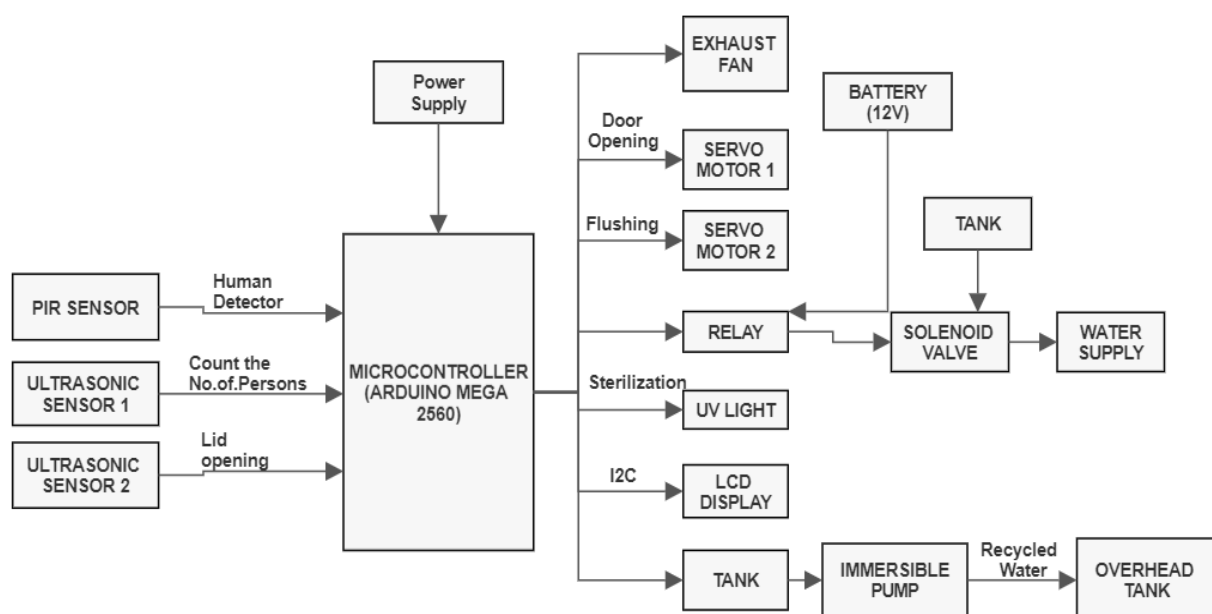 EXHAUST
FAN
Power
Supply
BATTERY
(12V)
Door
Opening
SERVO
MOTOR 1
Flushing
SERVO
MOTOR 2
TANK
PIR SENSOR
Human
Detector
RELAY
SOLENOID
VALVE
WATER
SUPPLY
ULTRASONIC
SENSOR 1
Count the
No.of.Persons
MICROCONTROLLER
(ARDUINO MEGA
2560)
Sterilization
UV LIGHT
ULTRASONIC
SENSOR 2
Lid
opening
I2C
LCD
DISPLAY
TANK
IMMERSIBLE
PUMP
Recycled
Water
OVERHEAD
TANK